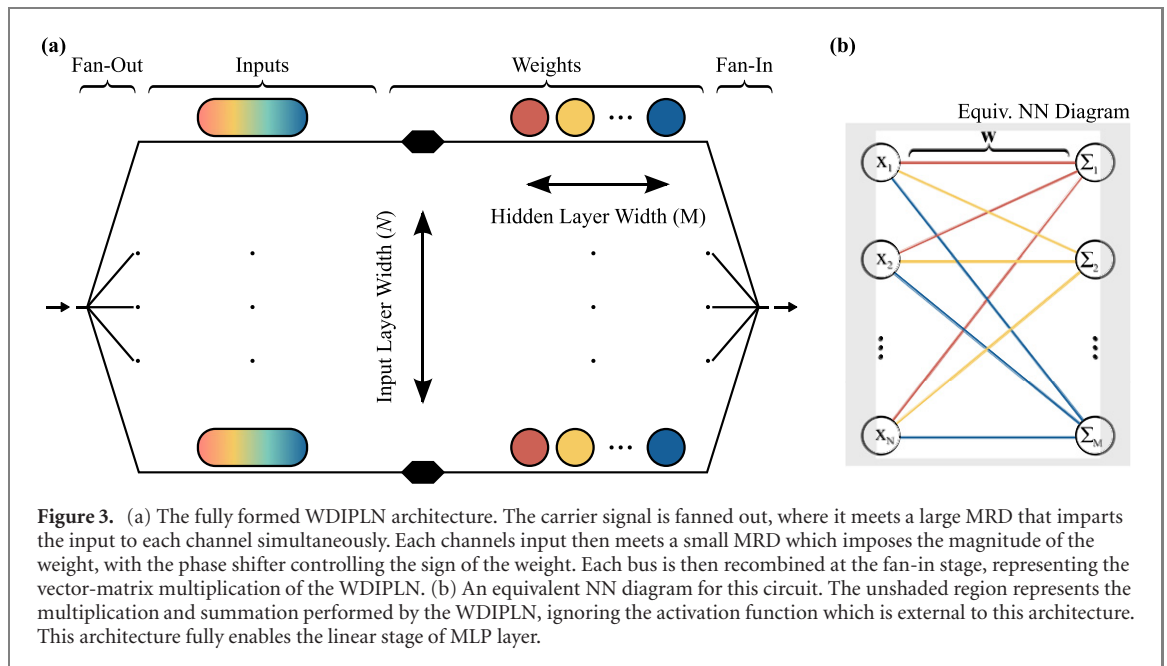 (a)
(b)
Fan-Out
Inputs
Weights
Fan-In
Hidden Layer Width (M)
Input Layer Width (N)
Equiv. NN Diagram
W
X1
Σ1
X2
Σ2
XN
ΣM
Figure 3. (a) The fully formed WDIPLN architecture. The carrier signal is fanned out, where it meets a large MRD that imparts
the input to each channel simultaneously. Each channels input then meets a small MRD which imposes the magnitude of the
weight, with the phase shifter controlling the sign of the weight. Each bus is then recombined at the fan-in stage, representing the
vector-matrix multiplication of the WDIPLN. (b) An equivalent NN diagram for this circuit. The unshaded region represents the
multiplication and summation performed by the WDIPLN, ignoring the activation function which is external to this architecture.
This architecture fully enables the linear stage of MLP layer.